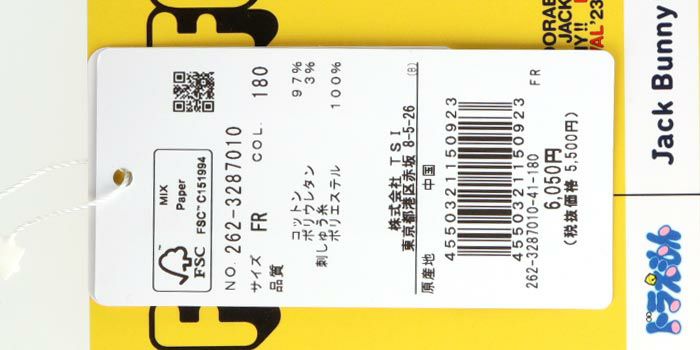 MIX
Paper
FSC™ C151994
FSC
NO. 262-3287010
サイズ FR COL. 180
品質
コットン 97%
ポリウレタン 3%
刺しゅう糸
ポリエステル 100%
(8)
株式会社 TSI
東京都港区赤坂 8-5-26
原産地 中国
4550321150923
4550321150923
FR
262-3287010-41-180
6,050円
(税抜価格 5,500円)
JACK
!!
Jack Bunny
ドラえもん